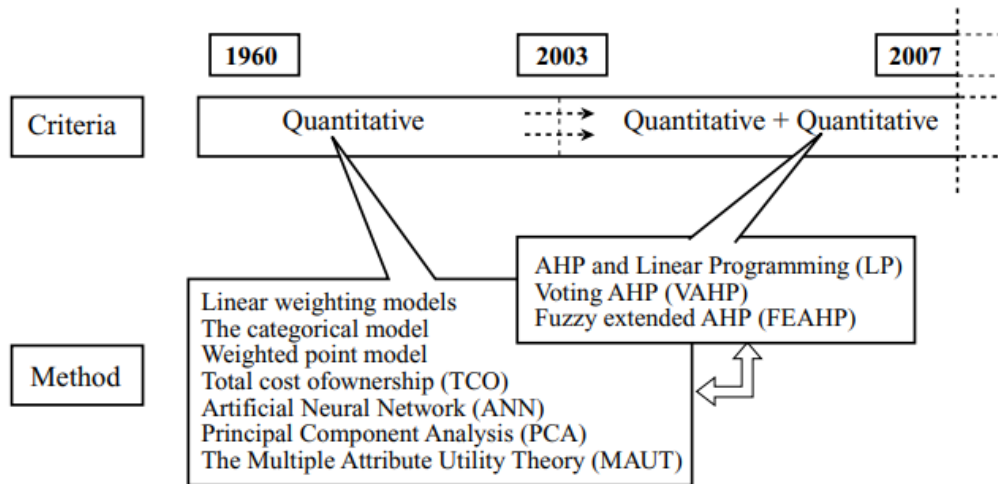 1960
2003
2007
Criteria
Quantitative
Quantitative + Quantitative
AHP and Linear Programming (LP)
Voting AHP (VAHP)
Fuzzy extended AHP (FEAHP)
Method
Linear weighting models
The categorical model
Weighted point model
Total cost ofownership (TCO)
Artificial Neural Network (ANN)
Principal Component Analysis (PCA)
The Multiple Attribute Utility Theory (MAUT)